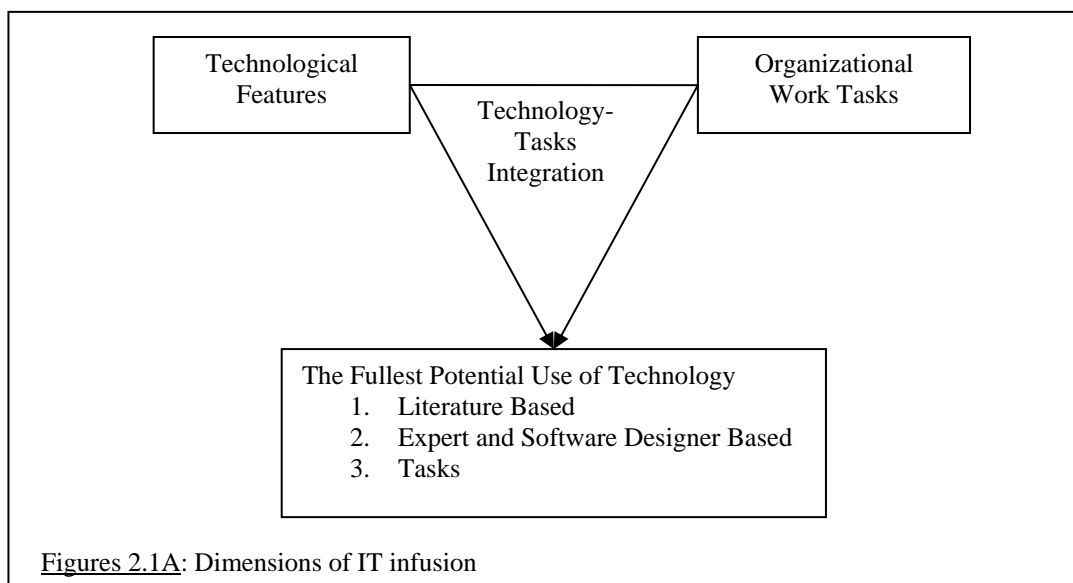 Technological
Features
Organizational
Work Tasks
Technology-
Tasks
Integration
The Fullest Potential Use of Technology
1. Literature Based
2. Expert and Software Designer Based
3. Tasks
Figures 2.1A: Dimensions of IT infusion